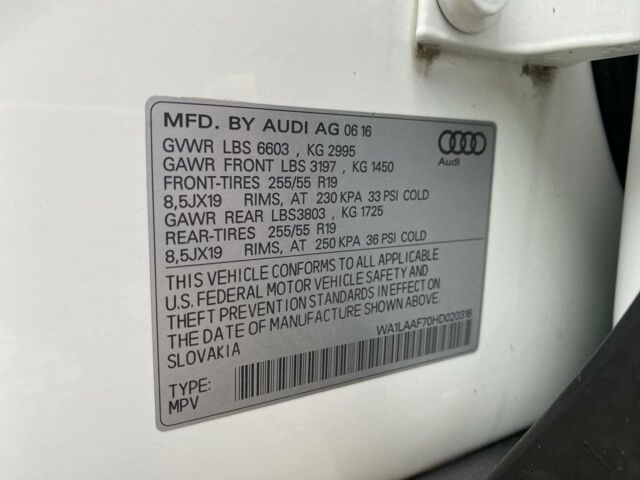 MFD. BY AUDI AG 06 16
GVWR LBS 6603 , KG 2995
GAWR FRONT LBS 3197 , KG 1450
FRONT-TIRES 255/55 R19
8,5JX19 RIMS, AT 230 KPA 33 PSI COLD
GAWR REAR LBS3803 , KG 1725
REAR-TIRES 255/55 R19
8,5JX19 RIMS, AT 250 KPA 36 PSI COLD
Audi
THIS VEHICLE CONFORMS TO ALL APPLICABLE
U.S. FEDERAL MOTOR VEHICLE SAFETY AND
THEFT PREVENTION STANDARDS IN EFFECT ON
THE DATE OF MANUFACTURE SHOWN ABOVE.
SLOVAKIA
WA1LAAF70HD020316
TYPE:
MPV